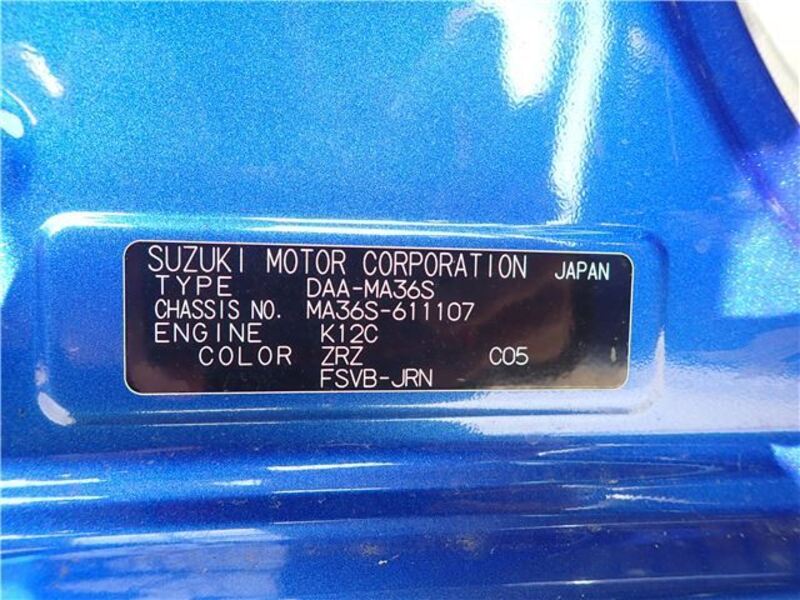 SUZUKI MOTOR CORPORATION JAPAN
TYPE DAA-MA36S
CHASSIS NO. MA36S-611107
ENGINE K12C
COLOR ZRZ C05
FSVB-JRN